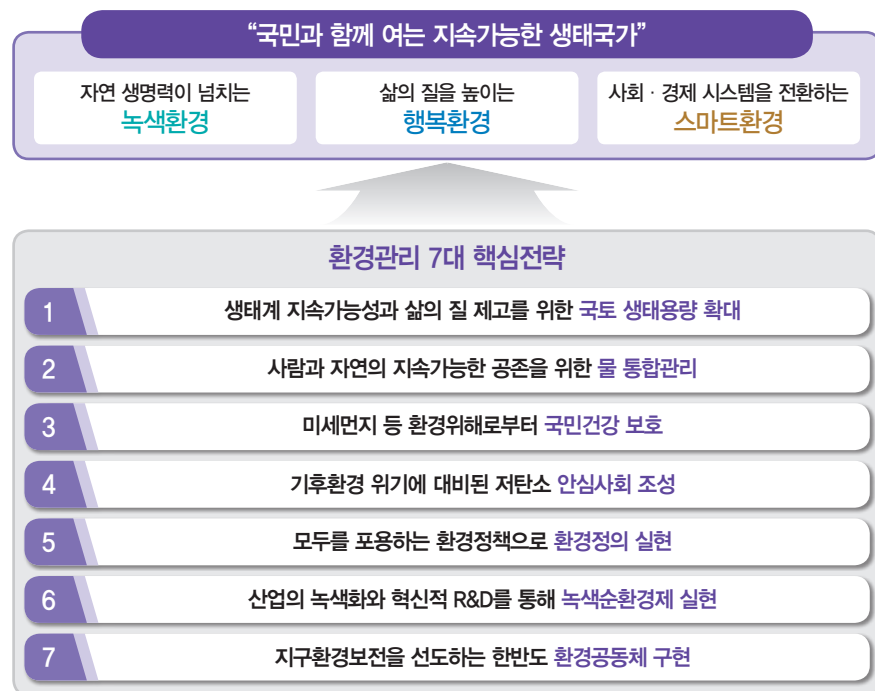 “국민과 함께 여는 지속가능한 생태국가”
자연 생명력이 넘치는
녹색환경
삶의 질을 높이는
행복환경
사회 · 경제 시스템을 전환하는
스마트환경
환경관리 7대 핵심전략
1 생태계 지속가능성과 삶의 질 제고를 위한 국토 생태용량 확대
2 사람과 자연의 지속가능한 공존을 위한 물 통합관리
3 미세먼지 등 환경위해로부터 국민건강 보호
4 기후환경 위기에 대비된 저탄소 안심사회 조성
5 모두를 포용하는 환경정책으로 환경정의 실현
6 산업의 녹색화와 혁신적 R&D를 통해 녹색순환경제 실현
7 지구환경보전을 선도하는 한반도 환경공동체 구현